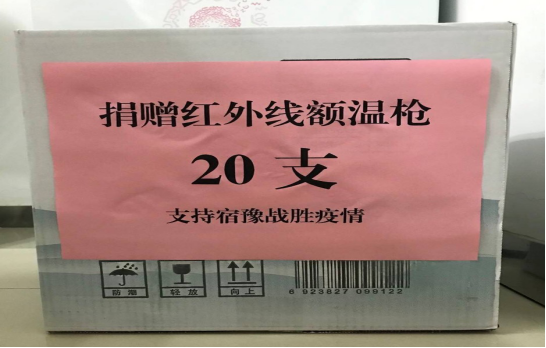 捐赠红外线额温枪
20 支
支持宿豫战胜疫情
防潮 轻放 向上
6 923827 099122